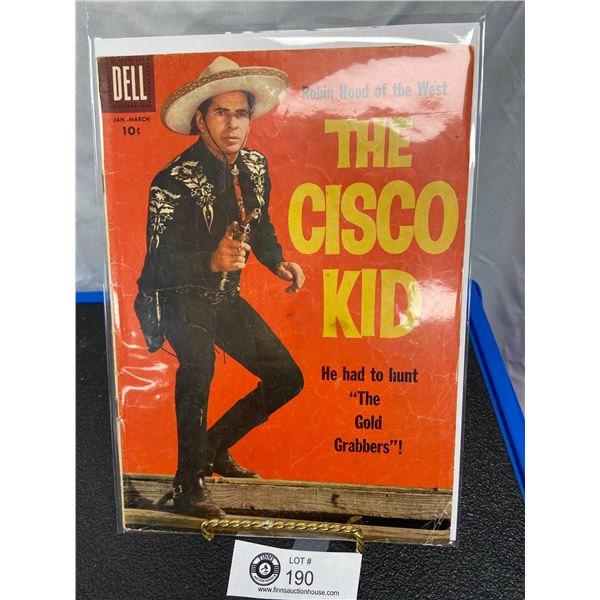 DELL
JAN.-MARCH
10¢
Robin Hood of the West
THE
CISCO
KID
He had to hunt
"The
Gold
Grabbers"!
LOT #
190
www.finnsauctionhouse.com